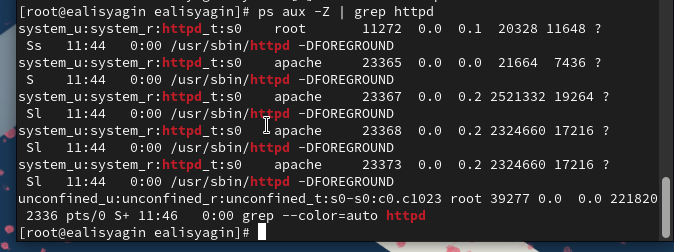 [root@ealisyagin ealisyagin]# ps aux -Z | grep httpd
system_u:system_r:httpd_t:s0    root       11272  0.0  0.1  20328 11648 ?
 Ss   11:44   0:00 /usr/sbin/httpd -DFOREGROUND
system_u:system_r:httpd_t:s0    apache     23365  0.0  0.0  21664  7436 ?
 S    11:44   0:00 /usr/sbin/httpd -DFOREGROUND
system_u:system_r:httpd_t:s0    apache     23367  0.0  0.2 2521332 19264 ?
 Sl   11:44   0:00 /usr/sbin/httpd -DFOREGROUND
system_u:system_r:httpd_t:s0    apache     23368  0.0  0.2 2324660 17216 ?
 Sl   11:44   0:00 /usr/sbin/httpd -DFOREGROUND
system_u:system_r:httpd_t:s0    apache     23373  0.0  0.2 2324660 17216 ?
 Sl   11:44   0:00 /usr/sbin/httpd -DFOREGROUND
unconfined_u:unconfined_r:unconfined_t:s0-s0:c0.c1023 root 39277 0.0  0.0 221820
 2336 pts/0 S+ 11:46   0:00 grep --color=auto httpd
[root@ealisyagin ealisyagin]#